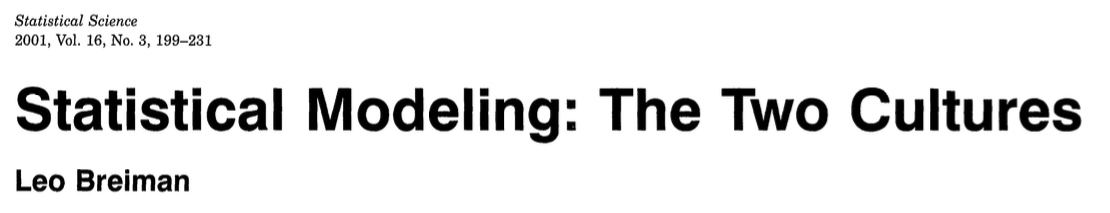 Statistical Science
2001, Vol. 16, No. 3, 199–231
Statistical Modeling: The Two Cultures
Leo Breiman